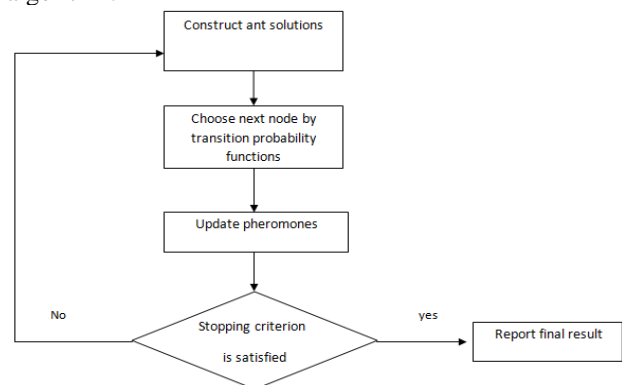 Construct ant solutions
Choose next node by
transition probability
functions
Update pheromones
No
yes
Stopping criterion
is satisfied
Report final result